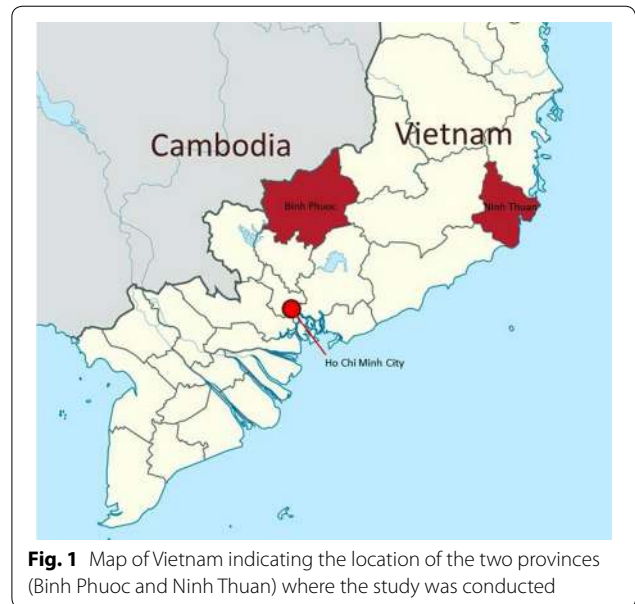 Cambodia
Vietnam
Binh Phuoc
Ninh Thuan
Ho Chi Minh City
Fig. 1 Map of Vietnam indicating the location of the two provinces
(Binh Phuoc and Ninh Thuan) where the study was conducted